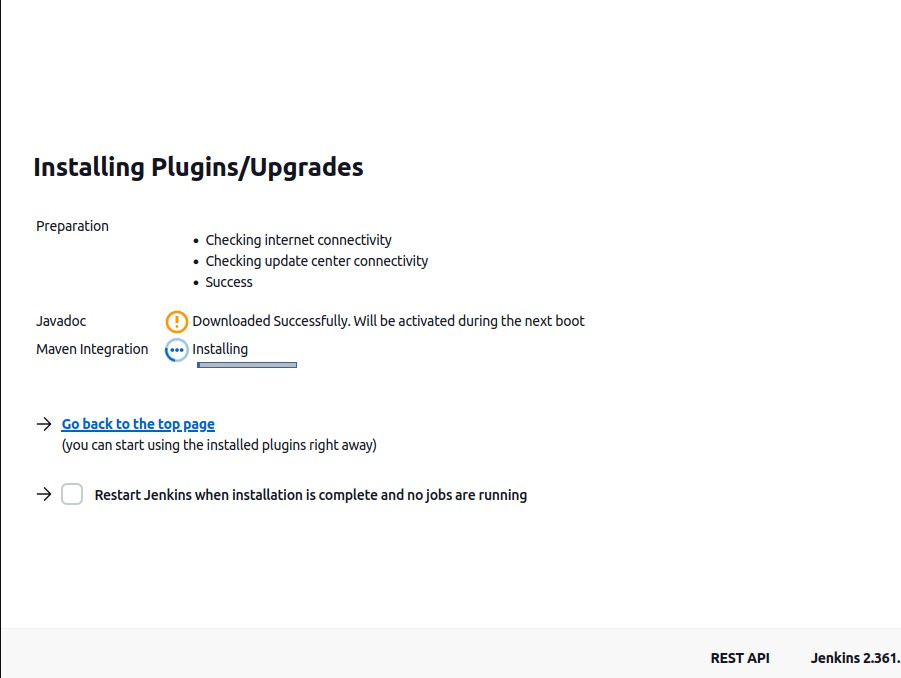 Installing Plugins/Upgrades
Preparation
Checking internet connectivity
Checking update center connectivity
Success
Javadoc Downloaded Successfully. Will be activated during the next boot
Maven Integration Installing
Go back to the top page
(you can start using the installed plugins right away)
Restart Jenkins when installation is complete and no jobs are running
REST API Jenkins 2.361.